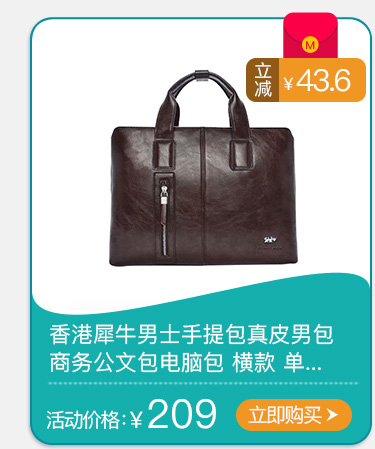 M
立减 ¥43.6
香港犀牛男士手提包真皮男包
商务公文包电脑包 横款 单...
活动价格: ¥209 立即购买